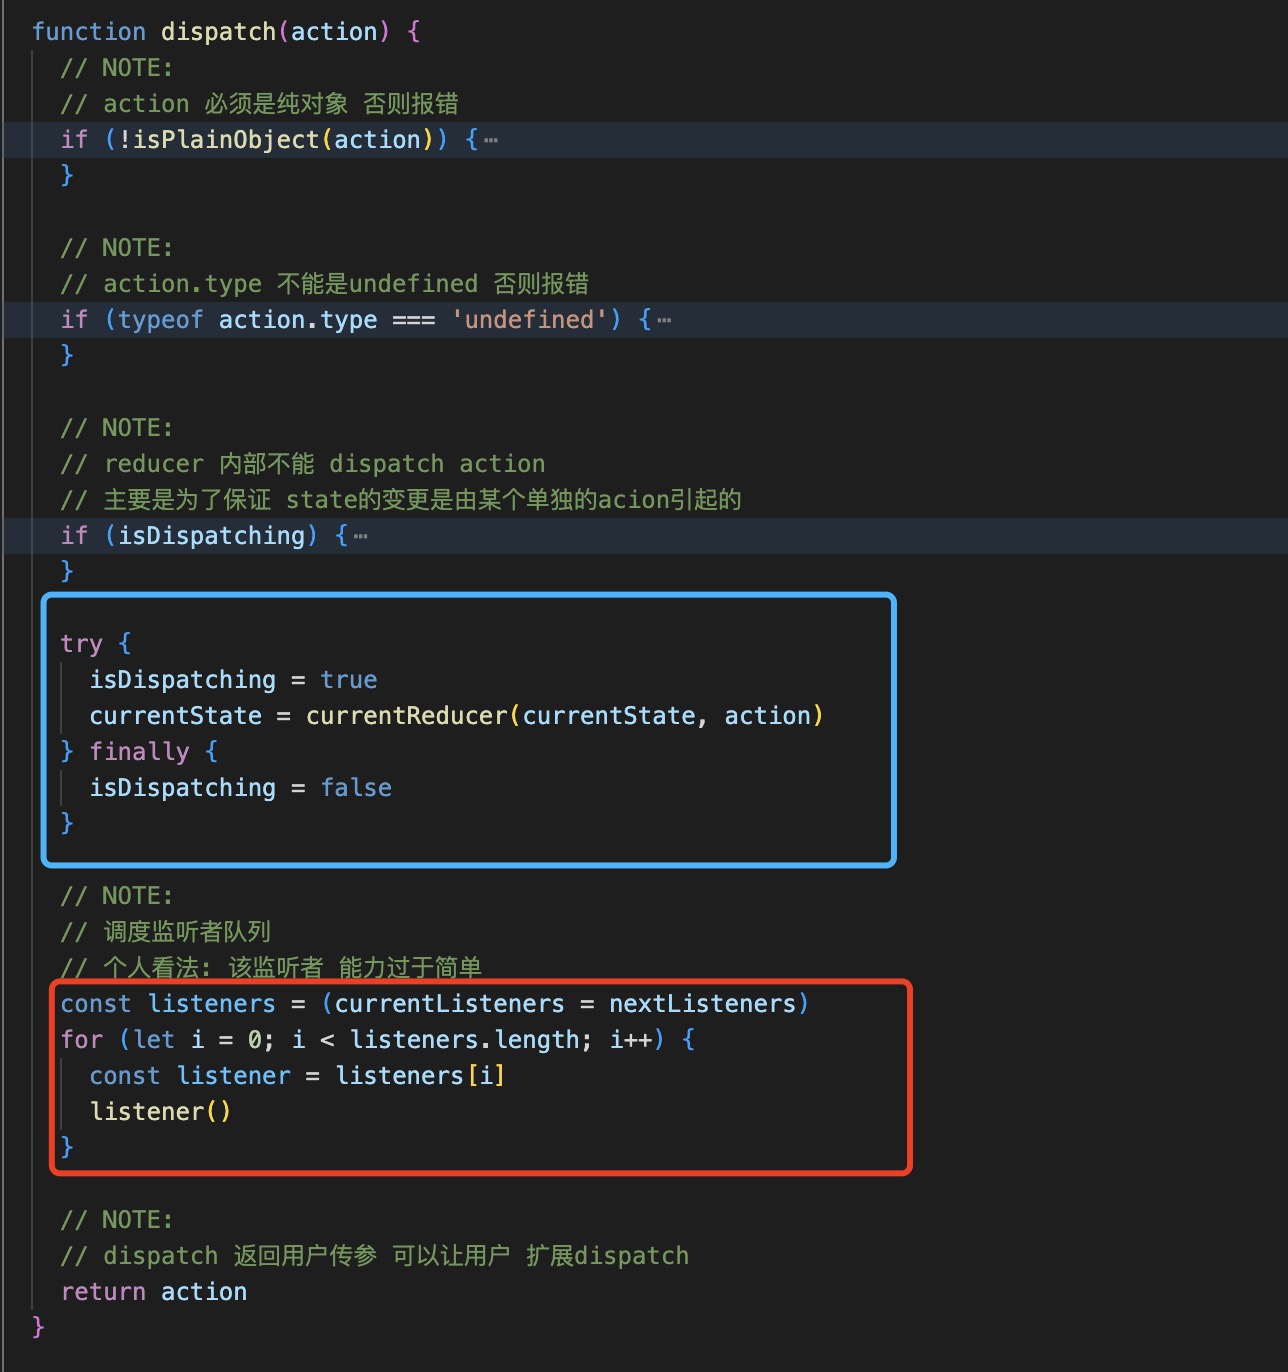 function dispatch(action) {
// NOTE:
// action 必须是纯对象 否则报错
if (!isPlainObject(action)) {⋯
}
// NOTE:
// action.type 不能是undefined 否则报错
if (typeof action.type === 'undefined') {⋯
}
// NOTE:
// reducer 内部不能 dispatch action
// 主要是为了保证 state的变更是由某个单独的acion引起的
if (isDispatching) {⋯
}
try {
isDispatching = true
currentState = currentReducer(currentState, action)
} finally {
isDispatching = false
}
// NOTE:
// 调度监听者队列
// 个人看法: 该监听者 能力过于简单
const listeners = (currentListeners = nextListeners)
for (let i = 0; i < listeners.length; i++) {
const listener = listeners[i]
listener()
}
// NOTE:
// dispatch 返回用户传参 可以让用户 扩展dispatch
return action
}